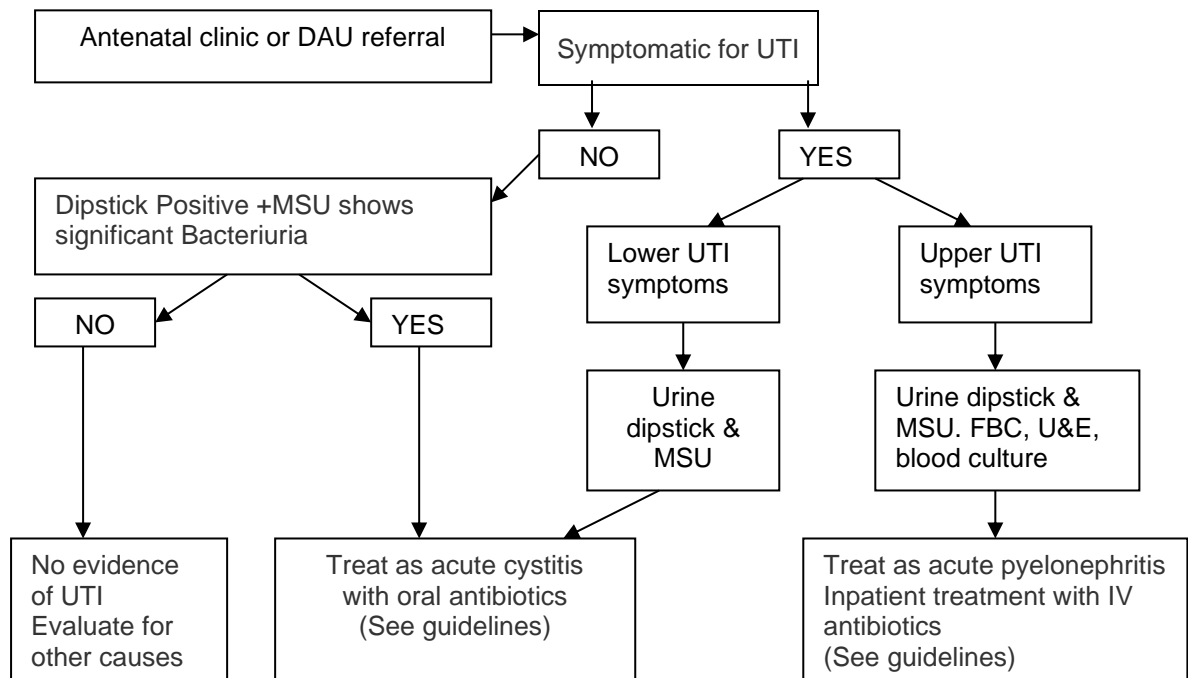 Antenatal clinic or DAU referral
Symptomatic for UTI
NO
YES
Dipstick Positive +MSU shows
significant Bacteriuria
Lower UTI
symptoms
Upper UTI
symptoms
NO
YES
Urine
dipstick &
MSU
Urine dipstick &
MSU. FBC, U&E,
blood culture
No evidence
of UTI
Evaluate for
other causes
Treat as acute cystitis
with oral antibiotics
(See guidelines)
Treat as acute pyelonephritis
Inpatient treatment with IV
antibiotics
(See guidelines)